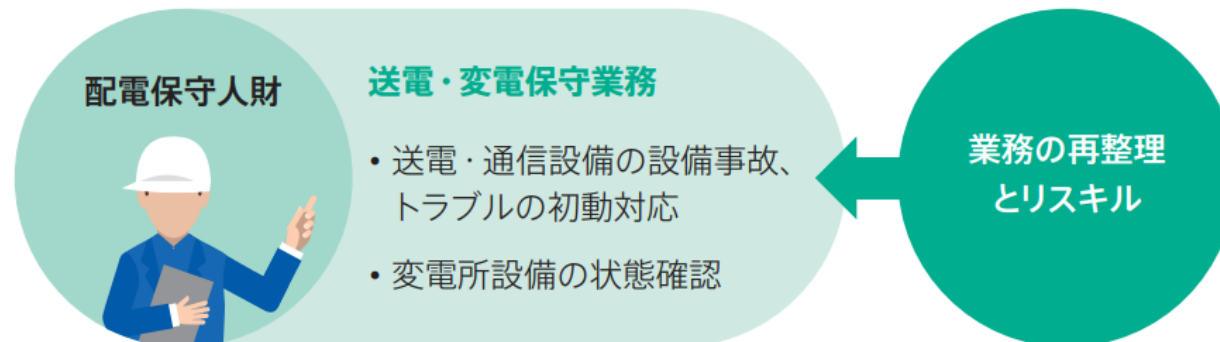 配電保守人財
送電・変電保守業務
• 送電・通信設備の設備事故、
トラブルの初動対応
• 変電所設備の状態確認
業務の再整理
とリスキル